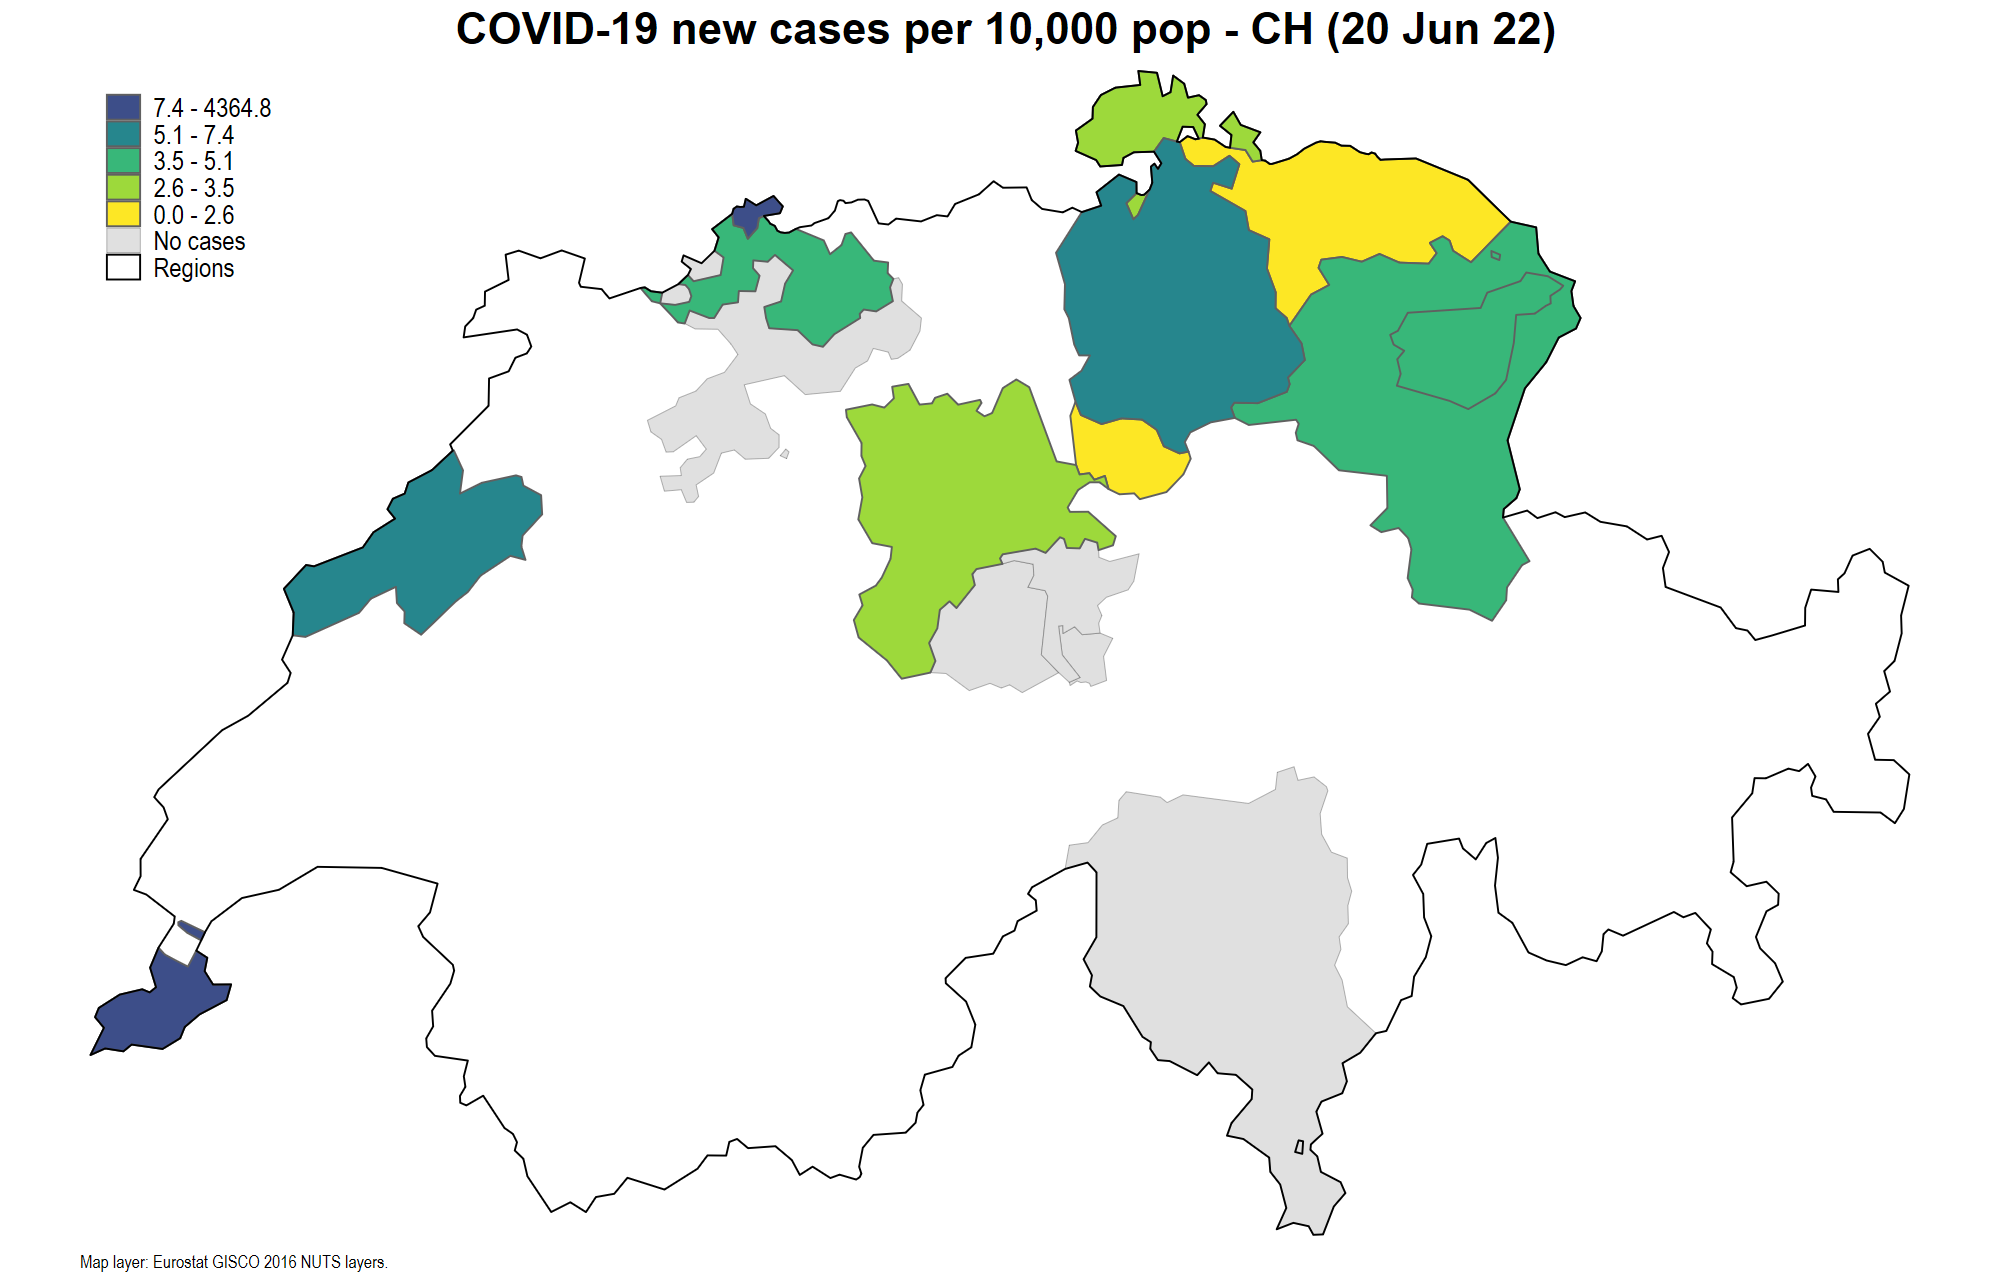 COVID-19 new cases per 10,000 pop - CH (20 Jun 22)
7.4 - 4364.8
5.1 - 7.4
3.5 - 5.1
2.6 - 3.5
0.0 - 2.6
No cases
Regions
Map layer: Eurostat GISCO 2016 NUTS layers.